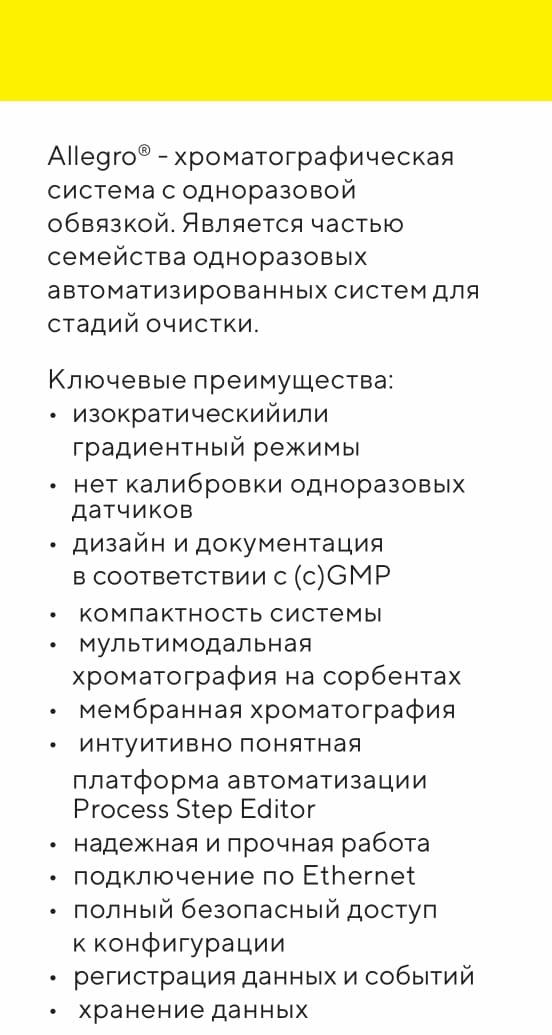 Allegro® - хроматографическая
система с одноразовой
обвязкой. Является частью
семейства одноразовых
автоматизированных систем для
стадий очистки.
Ключевые преимущества:
• изократическийили
градиентный режимы
• нет калибровки одноразовых
датчиков
• дизайн и документация
в соответствии с (c)GMP
• компактность системы
• мультимодальная
хроматография на сорбентах
• мембранная хроматография
• интуитивно понятная
платформа автоматизации
Process Step Editor
• надежная и прочная работа
• подключение по Ethernet
• полный безопасный доступ
к конфигурации
• регистрация данных и событий
• хранение данных